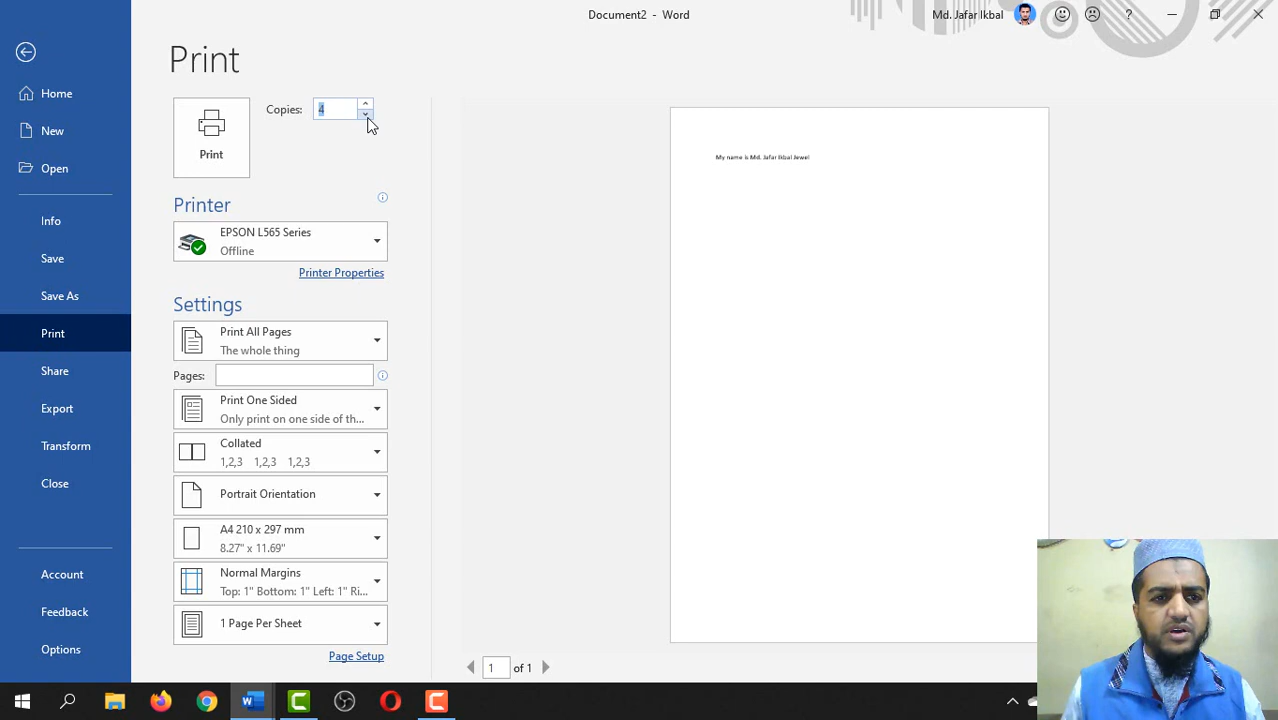 Document2 - Word
Md. Jafar Ikbal
?
Print
Home
New
Open
Info
Save
Save As
Print
Share
Export
Transform
Close
Account
Feedback
Options
Print
Copies: 4
Printer
EPSON L565 Series
Offline
Printer Properties
Settings
Print All Pages
The whole thing
Pages:
Print One Sided
Only print on one side of th...
Collated
1,2,3 1,2,3 1,2,3
Portrait Orientation
A4 210 x 297 mm
8.27" x 11.69"
Normal Margins
Top: 1" Bottom: 1" Left: 1" Ri...
1 Page Per Sheet
Page Setup
My name is Md. Jafar Ikbal Jewel
1 of 1